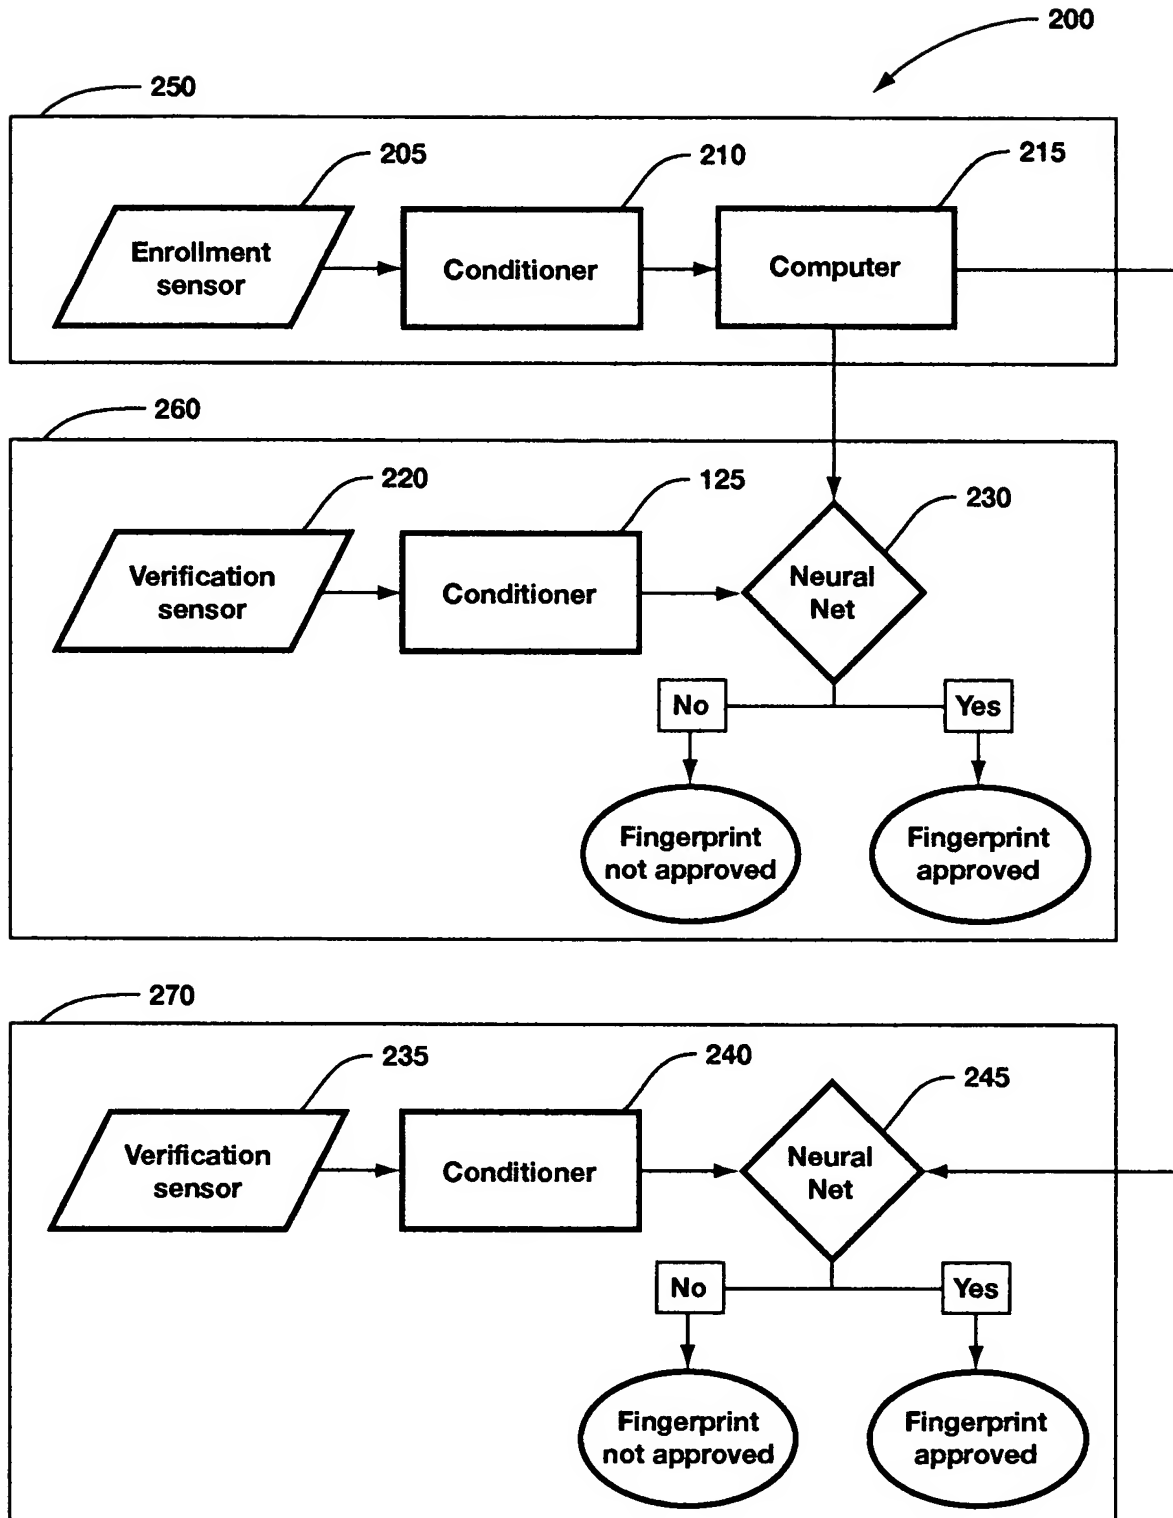 200
250
205
210
215
Enrollment
sensor
Conditioner
Computer
260
220
125
230
Verification
sensor
Conditioner
Neural
Net
No
Yes
Fingerprint
not approved
Fingerprint
approved
270
235
240
245
Verification
sensor
Conditioner
Neural
Net
No
Yes
Fingerprint
not approved
Fingerprint
approved